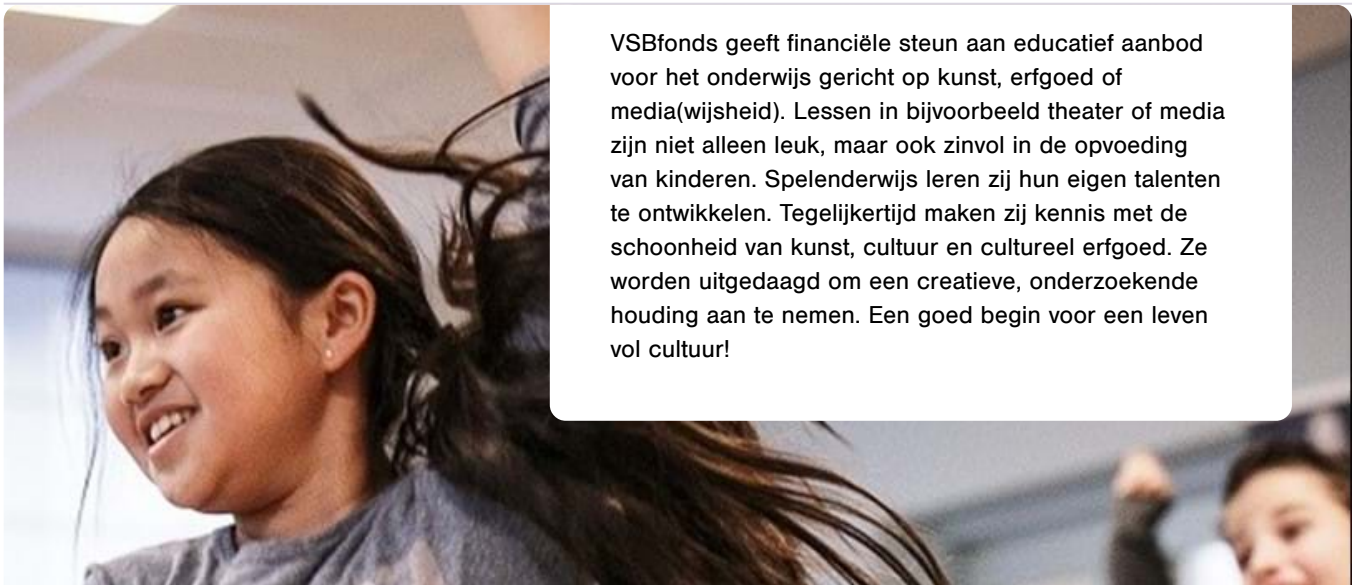 VSBfonds geeft financiële steun aan educatief aanbod
voor het onderwijs gericht op kunst, erfgoed of
media(wijsheid). Lessen in bijvoorbeeld theater of media
zijn niet alleen leuk, maar ook zinvol in de opvoeding
van kinderen. Spelenderwijs leren zij hun eigen talenten
te ontwikkelen. Tegelijkertijd maken zij kennis met de
schoonheid van kunst, cultuur en cultureel erfgoed. Ze
worden uitgedaagd om een creatieve, onderzoekende
houding aan te nemen. Een goed begin voor een leven
vol cultuur!